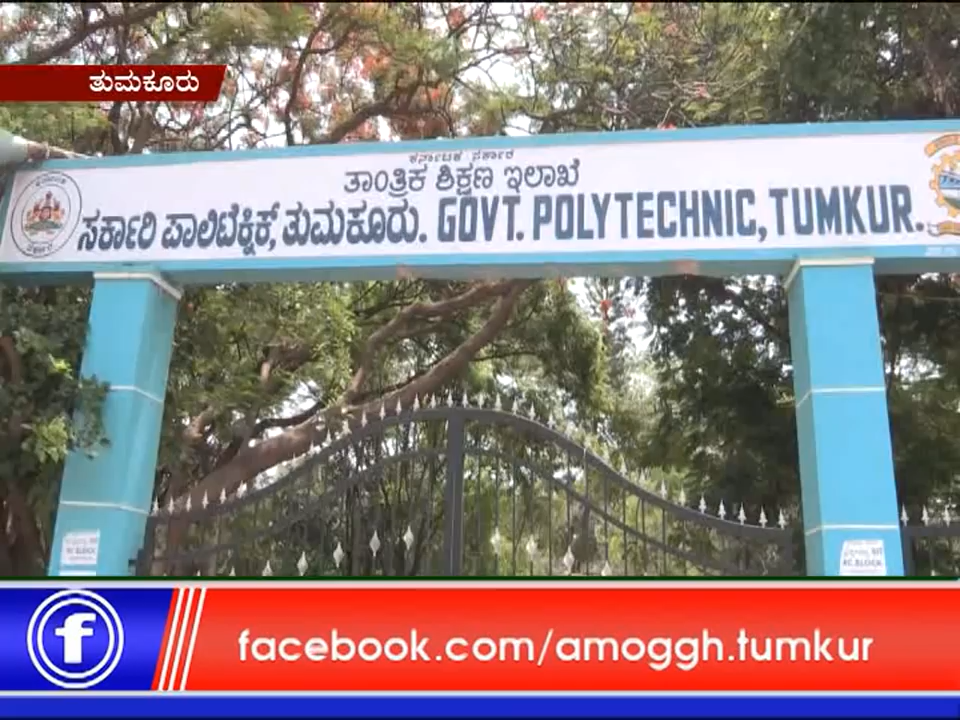 ತುಮಕೂರು
ಕರ್ನಾಟಕ ಸರ್ಕಾರ
ತಾಂತ್ರಿಕ ಶಿಕ್ಷಣ ಇಲಾಖೆ
ಸರ್ಕಾರಿ ಪಾಲಿಟೆಕ್ನಿಕ್, ತುಮಕೂರು. GOVT. POLYTECHNIC, TUMKUR.
facebook.com/amoggh.tumkur